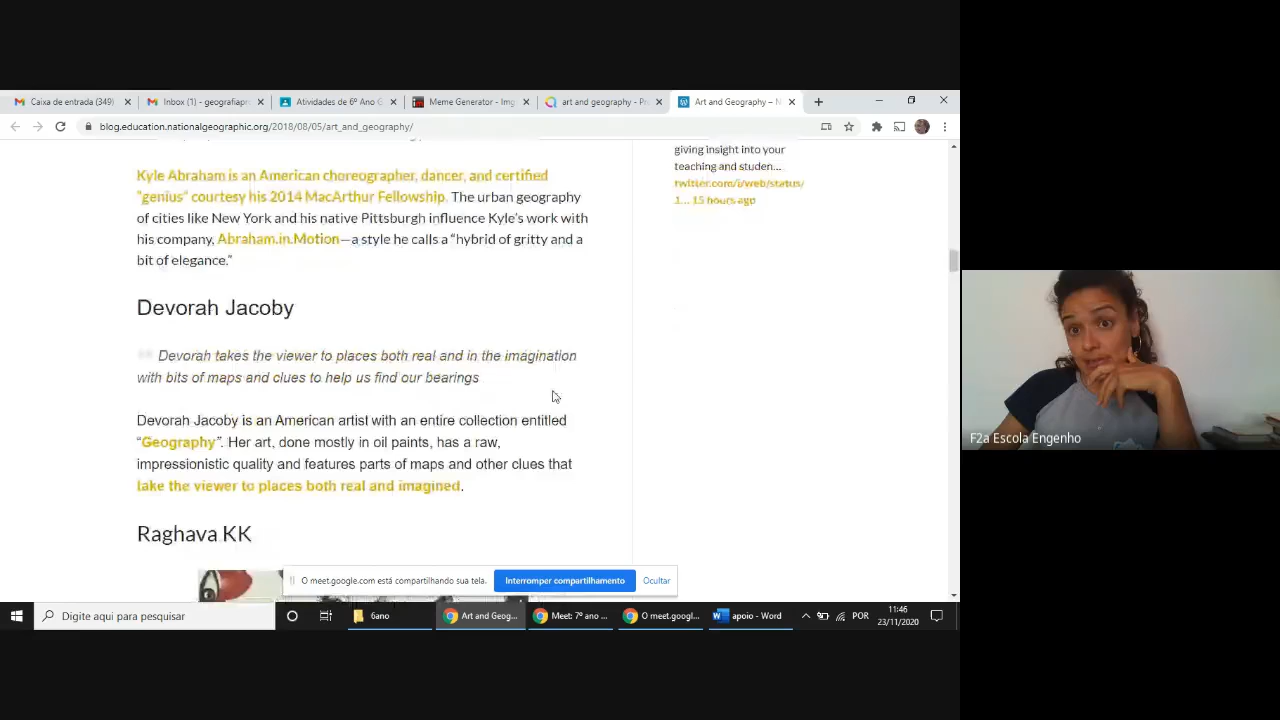 Caixa de entrada (349)
Inbox (1) - geografiapr
Atividades de 6º Ano G
Meme Generator - Img
art and geography - Pr
Art and Geography – N
blog.education.nationalgeographic.org/2018/08/05/art_and_geography/
giving insight into your
teaching and studen...
twitter.com/i/web/status/
1... 15 hours ago
Kyle Abraham is an American choreographer, dancer, and certified
"genius" courtesy his 2014 MacArthur Fellowship. The urban geography
of cities like New York and his native Pittsburgh influence Kyle's work with
his company, Abraham.in.Motion—a style he calls a "hybrid of gritty and a
bit of elegance."
Devorah Jacoby
Devorah takes the viewer to places both real and in the imagination
with bits of maps and clues to help us find our bearings
Devorah Jacoby is an American artist with an entire collection entitled
"Geography". Her art, done mostly in oil paints, has a raw,
impressionistic quality and features parts of maps and other clues that
take the viewer to places both real and imagined.
Raghava KK
O meet.google.com está compartilhando sua tela.
Interromper compartilhamento
Ocultar
F2a Escola Engenho
Digite aqui para pesquisar
6ano
Art and Geog...
Meet: 7º ano ...
O meet.googl...
apoio - Word
POR
11:46
23/11/2020